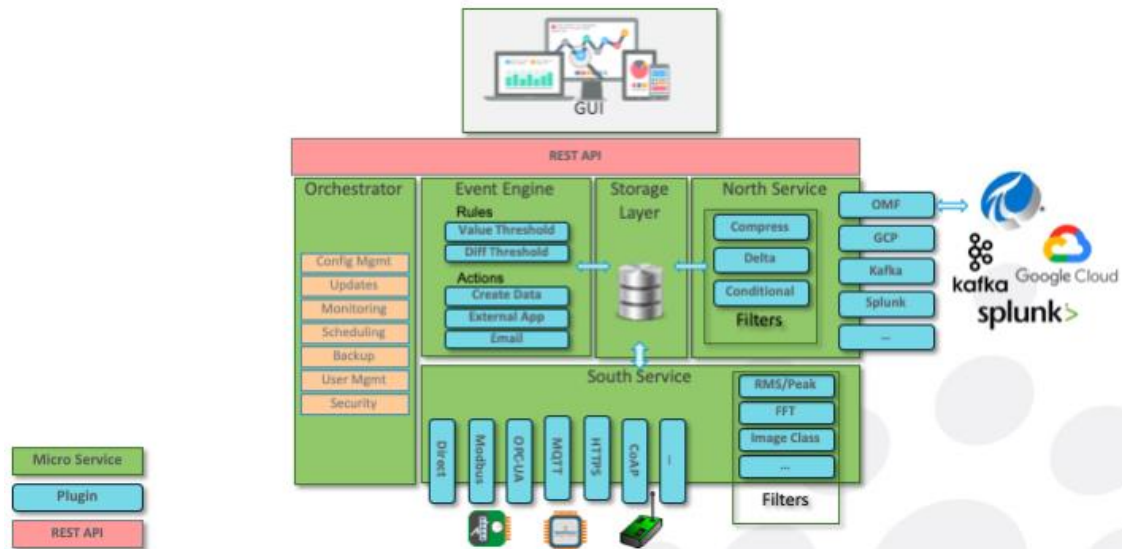 GUI
REST API
Orchestrator
Config Mgmt
Updates
Monitoring
Scheduling
Backup
User Mgmt
Security
Event Engine
Rules
Value Threshold
Diff Threshold
Actions
Create Data
External App
Email
Storage
Layer
North Service
Compress
Delta
Conditional
Filters
OMF
GCP
Kafka
Splunk
...
kafka
Google Cloud
splunk>
South Service
Direct
Modbus
OPC-UA
MQTT
HTTPS
CoAP
...
RMS/Peak
FFT
Image Class
...
Filters
Micro Service
Plugin
REST API